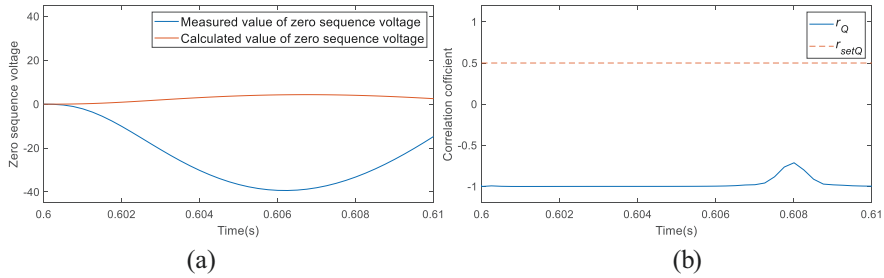 Measured value of zero sequence voltage
Calculated value of zero sequence voltage
Zero sequence voltage
40
20
0
-20
-40
0.6
0.602
0.604
0.606
0.608
0.61
Time(s)
(a)
r_Q
r_setQ
Correlation cofficient
1
0.5
0
-0.5
-1
0.6
0.602
0.604
0.606
0.608
0.61
Time(s)
(b)